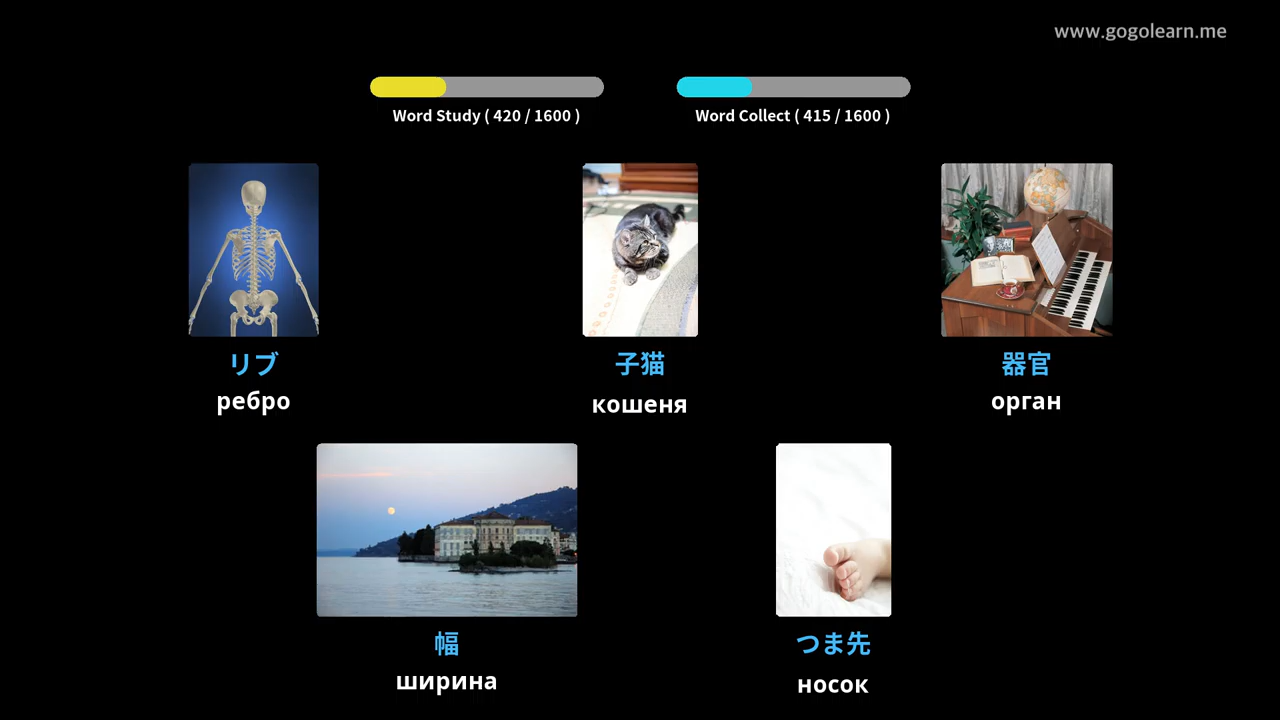 www.gogolearn.me
Word Study ( 420 / 1600 )
Word Collect ( 415 / 1600 )
リブ
ребро
子猫
кошеня
器官
орган
幅
ширина
つま先
носок